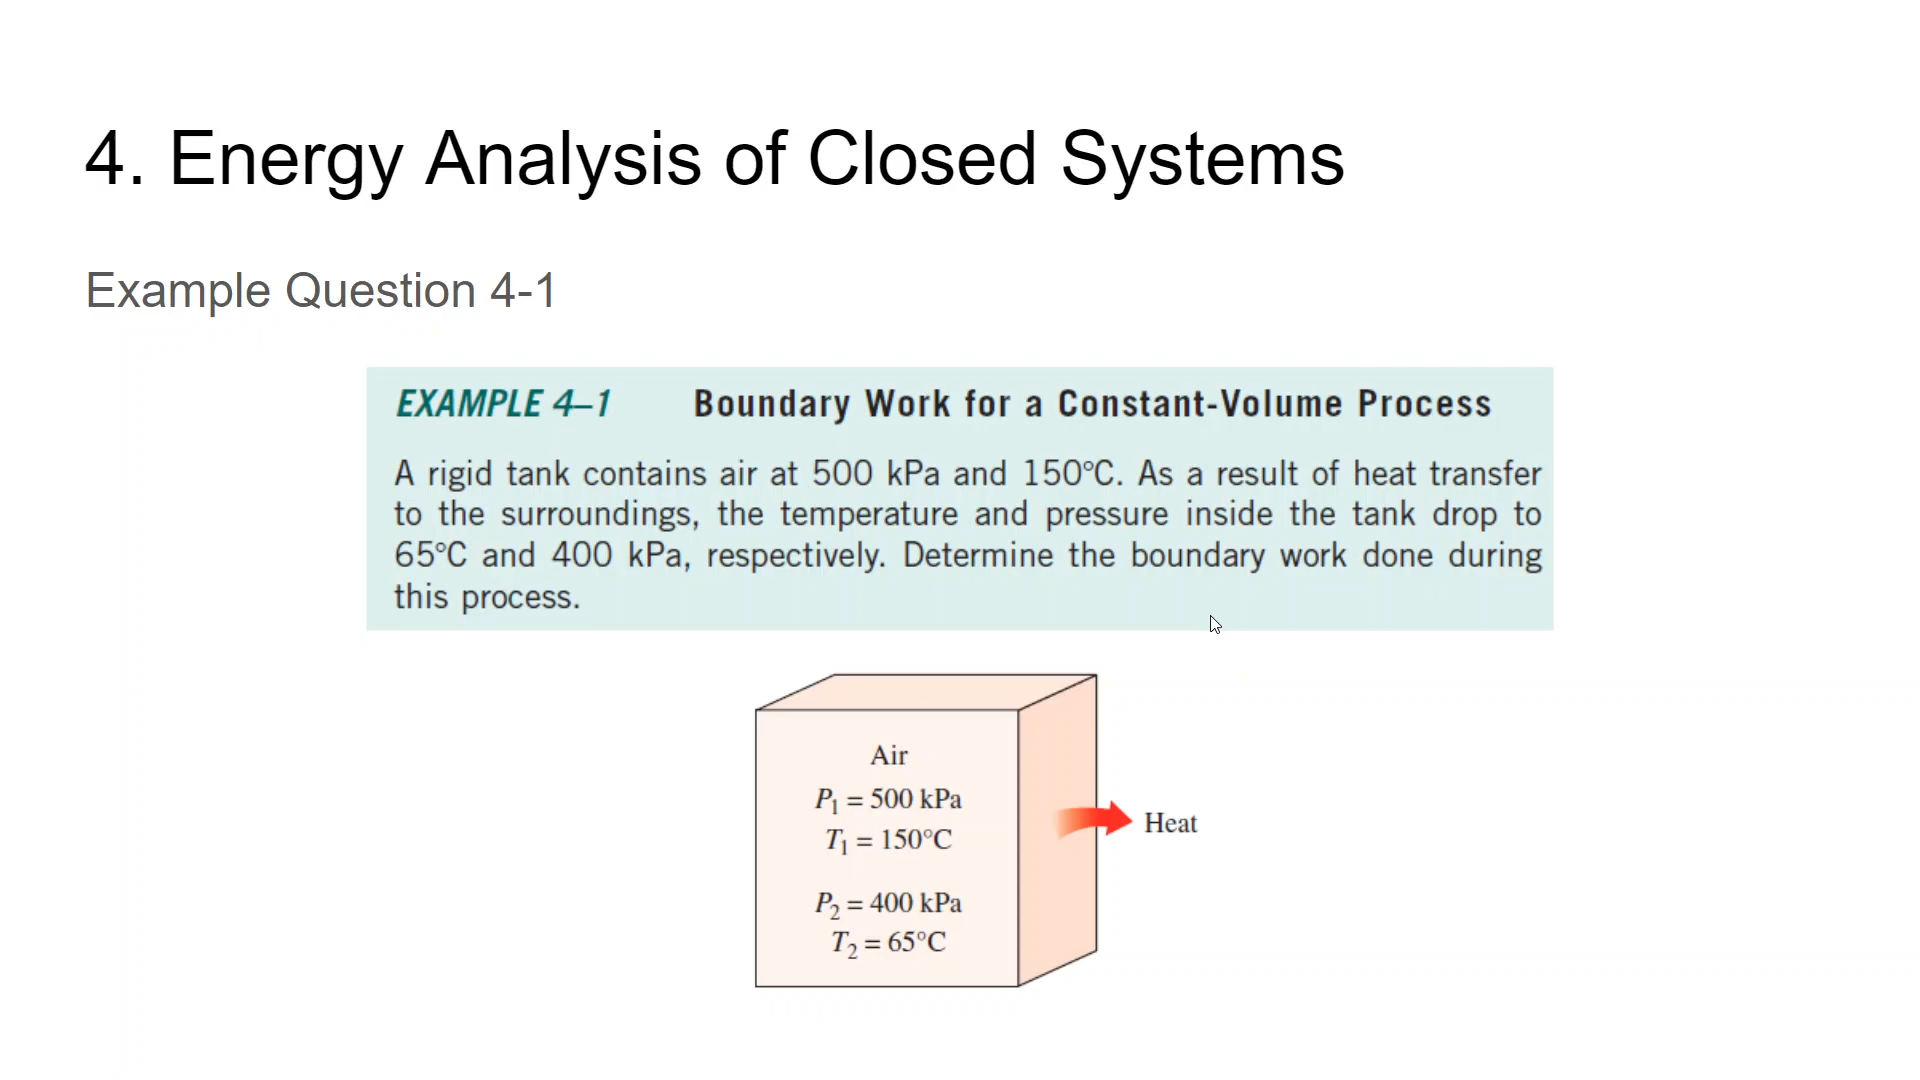 4. Energy Analysis of Closed Systems
Example Question 4-1
EXAMPLE 4–1 Boundary Work for a Constant-Volume Process
A rigid tank contains air at 500 kPa and 150°C. As a result of heat transfer
to the surroundings, the temperature and pressure inside the tank drop to
65°C and 400 kPa, respectively. Determine the boundary work done during
this process.
Air
P₁ = 500 kPa
T₁ = 150°C
P₂ = 400 kPa
T₂ = 65°C
Heat